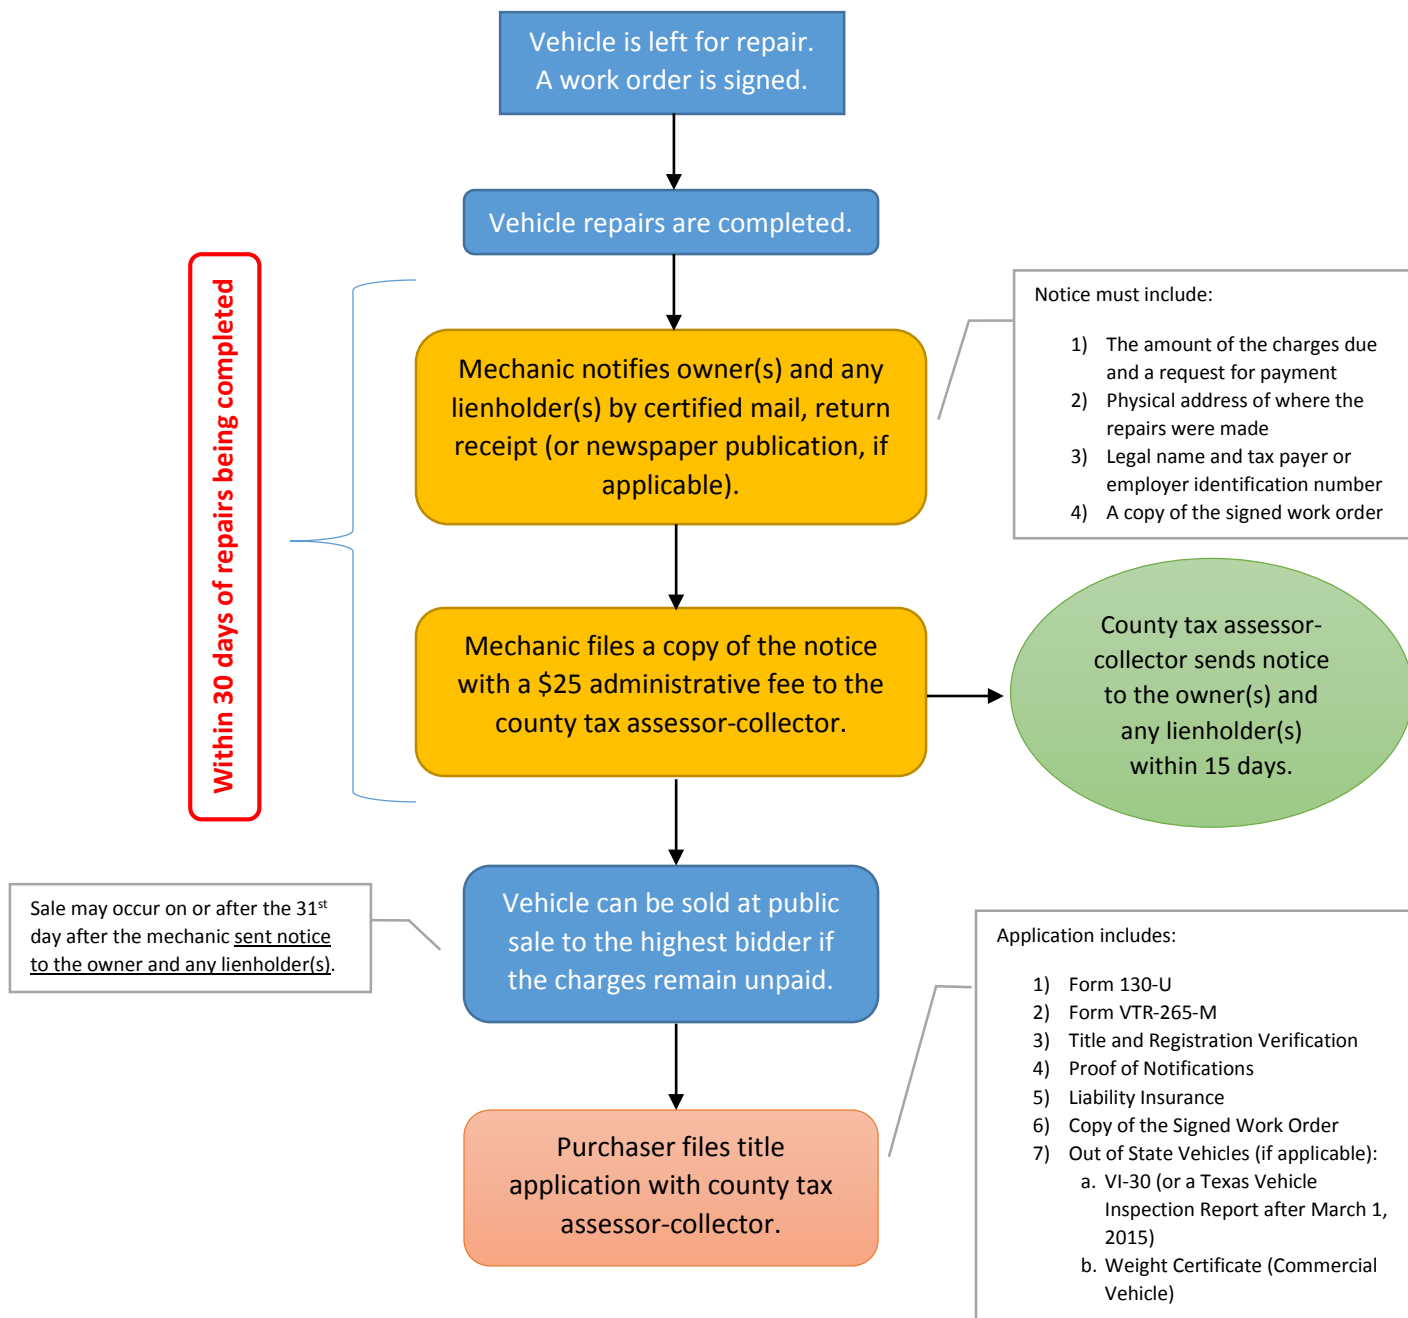 Vehicle is left for repair.
A work order is signed.
Vehicle repairs are completed.
Within 30 days of repairs being completed
Mechanic notifies owner(s) and any
lienholder(s) by certified mail, return
receipt (or newspaper publication, if
applicable).
Notice must include:
1) The amount of the charges due
and a request for payment
2) Physical address of where the
repairs were made
3) Legal name and tax payer or
employer identification number
4) A copy of the signed work order
Mechanic files a copy of the notice
with a $25 administrative fee to the
county tax assessor-collector.
County tax assessor-
collector sends notice
to the owner(s) and
any lienholder(s)
within 15 days.
Vehicle can be sold at public
sale to the highest bidder if
the charges remain unpaid.
Sale may occur on or after the 31st
day after the mechanic sent notice
to the owner and any lienholder(s).
Purchaser files title
application with county tax
assessor-collector.
Application includes:
1) Form 130-U
2) Form VTR-265-M
3) Title and Registration Verification
4) Proof of Notifications
5) Liability Insurance
6) Copy of the Signed Work Order
7) Out of State Vehicles (if applicable):
a. VI-30 (or a Texas Vehicle
Inspection Report after March 1,
2015)
b. Weight Certificate (Commercial
Vehicle)